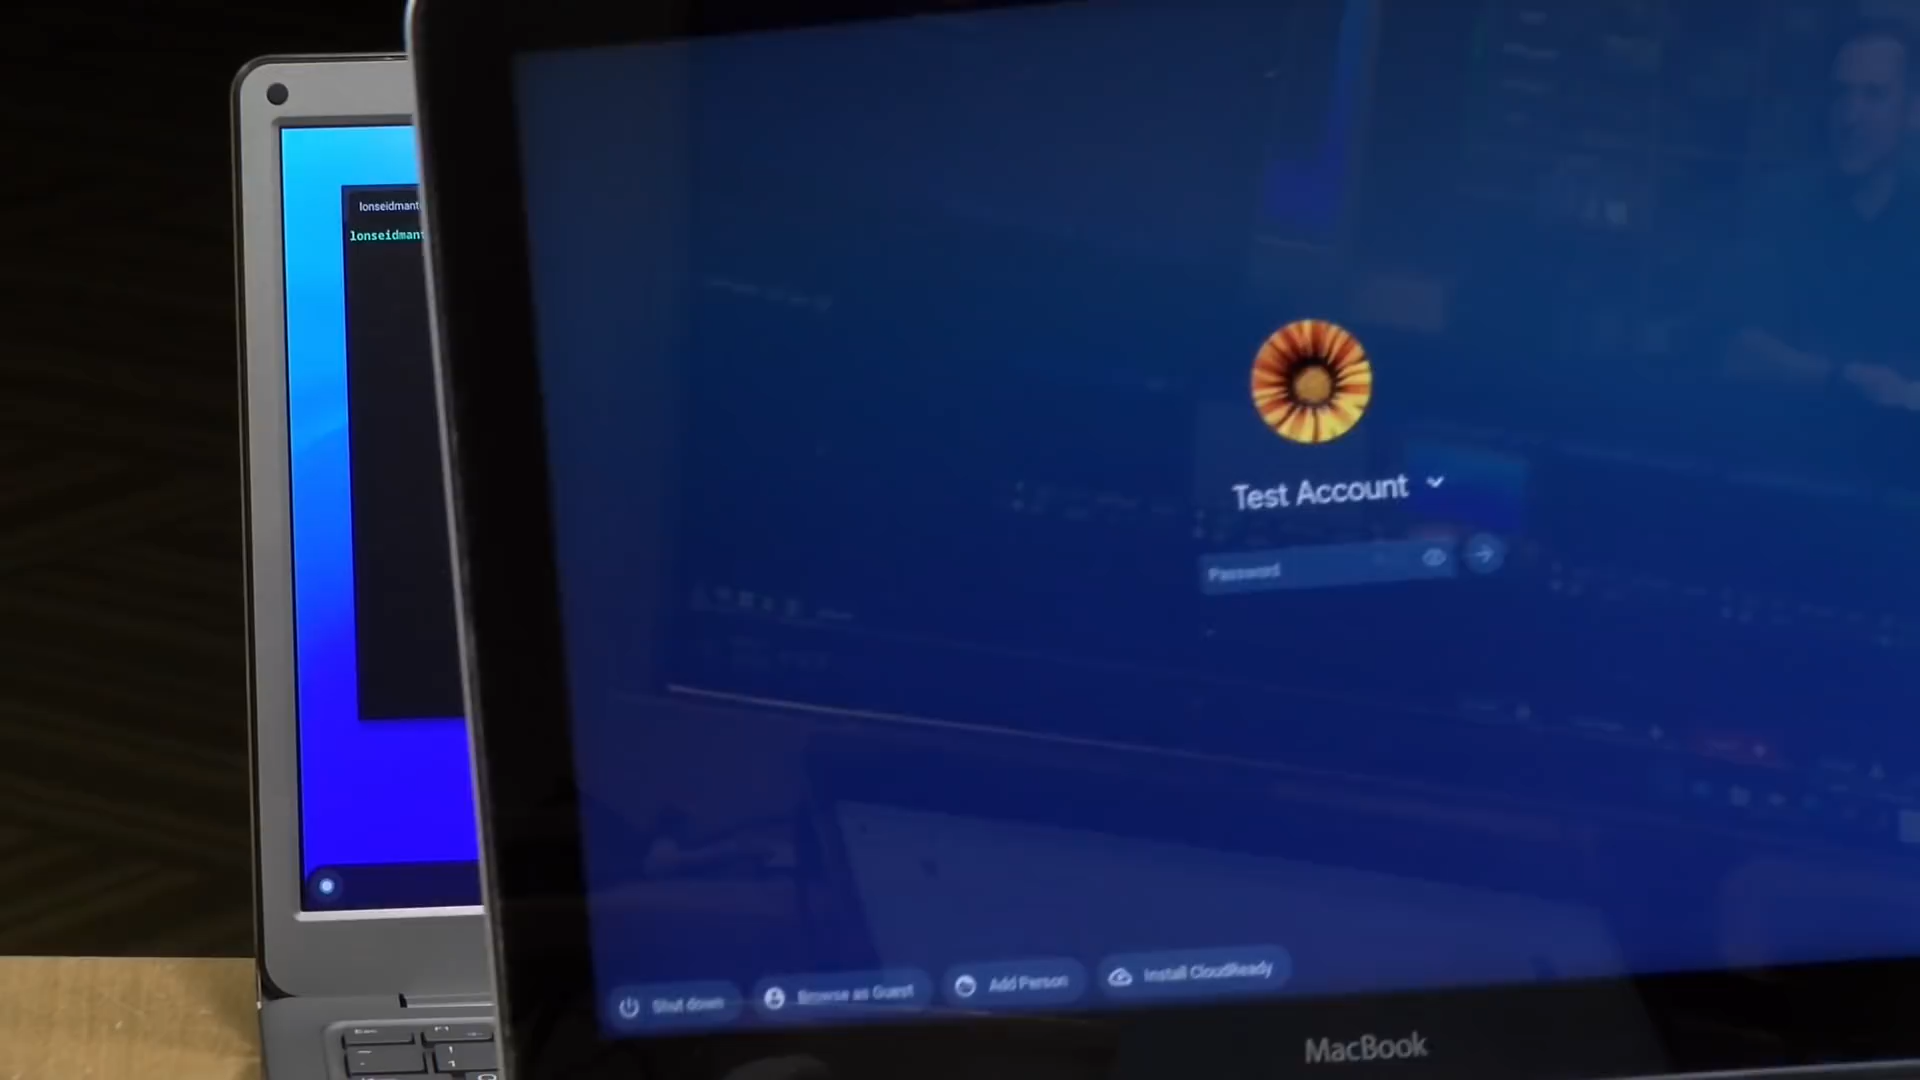 lonseidmant
lonseidmant
Test Account
Password
Shut down
Browse as Guest
Add Person
Install CloudReady
MacBook